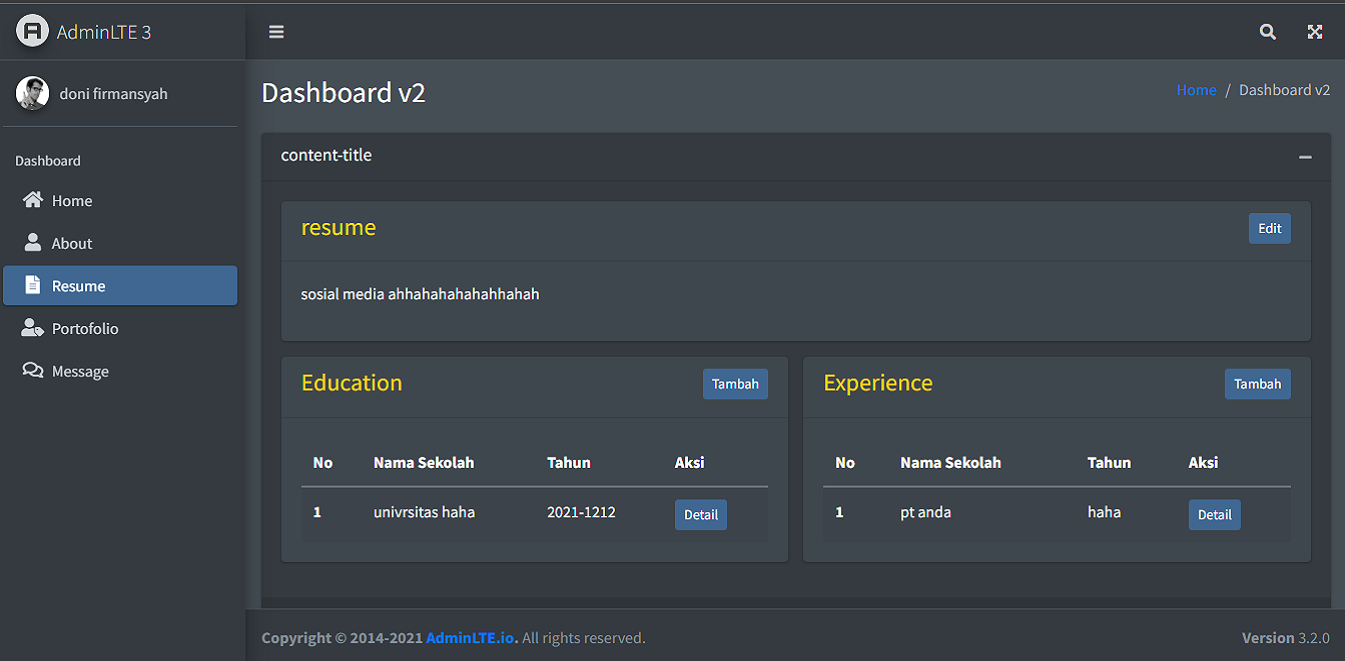 AdminLTE 3
doni firmansyah
Dashboard
Home
About
Resume
Portofolio
Message
Dashboard v2
Home / Dashboard v2
content-title
resume
Edit
sosial media ahhahahahahahhahah
Education
Tambah
No Nama Sekolah Tahun Aksi
1 univrsitas haha 2021-1212 Detail
Experience
Tambah
No Nama Sekolah Tahun Aksi
1 pt anda haha Detail
Copyright © 2014-2021 AdminLTE.io. All rights reserved.
Version 3.2.0